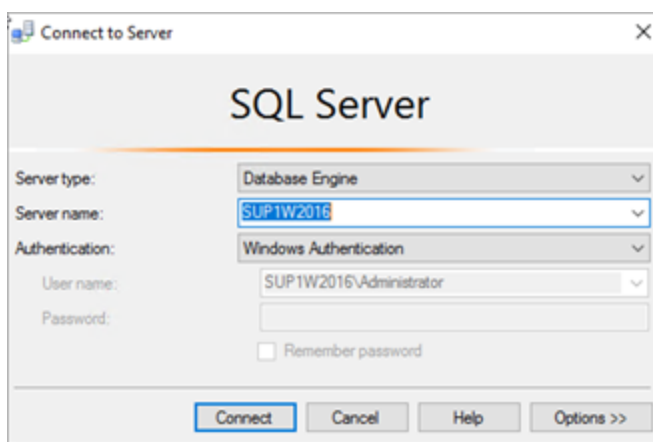 Connect to Server
SQL Server
Server type: Database Engine
Server name: SUP1W2016
Authentication: Windows Authentication
User name: SUP1W2016\Administrator
Password:
Remember password
Connect Cancel Help Options >>